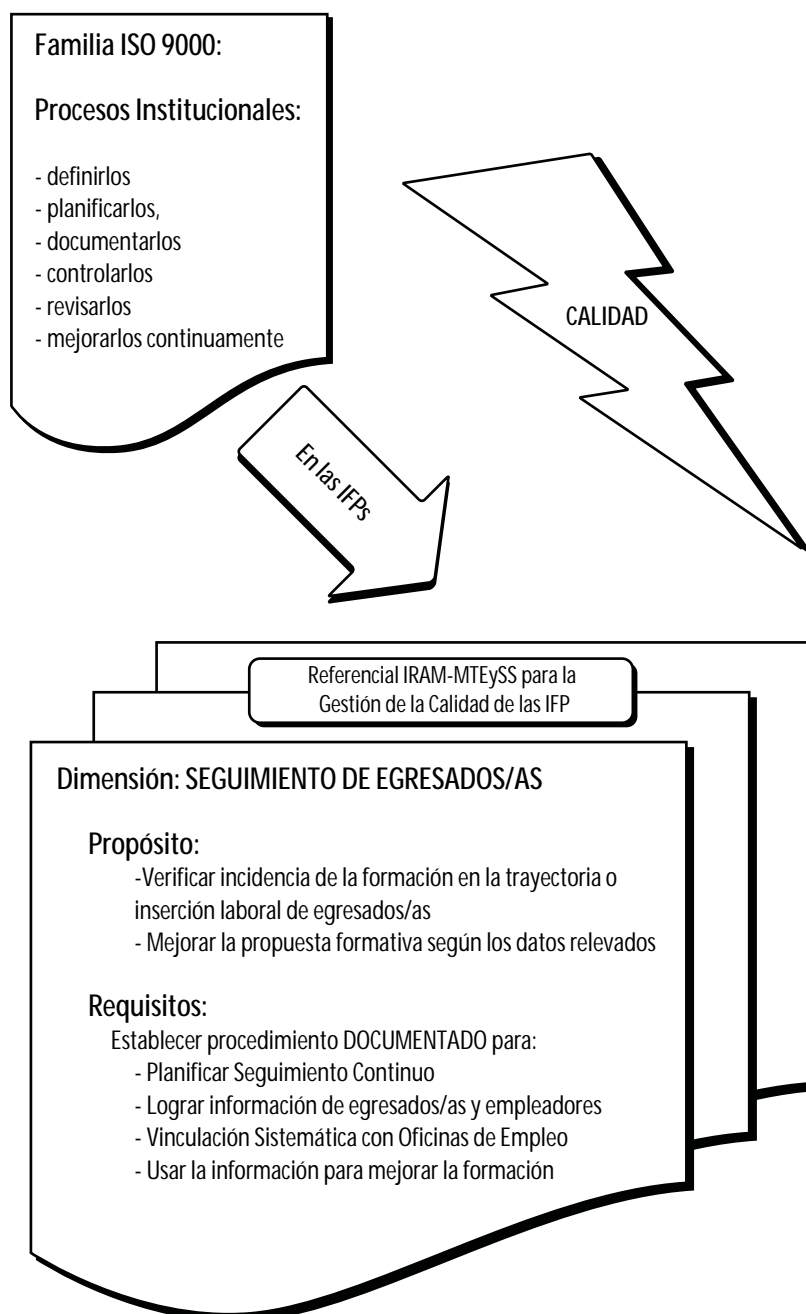 Familia ISO 9000:
Procesos Institucionales:
- definirlos
- planificarlos,
- documentarlos
- controlarlos
- revisarlos
- mejorarlos continuamente
CALIDAD
En las IFPs
Referencial IRAM-MTEySS para la
Gestión de la Calidad de las IFP
Dimensión: SEGUIMIENTO DE EGRESADOS/AS
Propósito:
-Verificar incidencia de la formación en la trayectoria o
inserción laboral de egresados/as
- Mejorar la propuesta formativa según los datos relevados
Requisitos:
Establecer procedimiento DOCUMENTADO para:
- Planificar Seguimiento Continuo
- Lograr información de egresados/as y empleadores
- Vinculación Sistemática con Oficinas de Empleo
- Usar la información para mejorar la formación